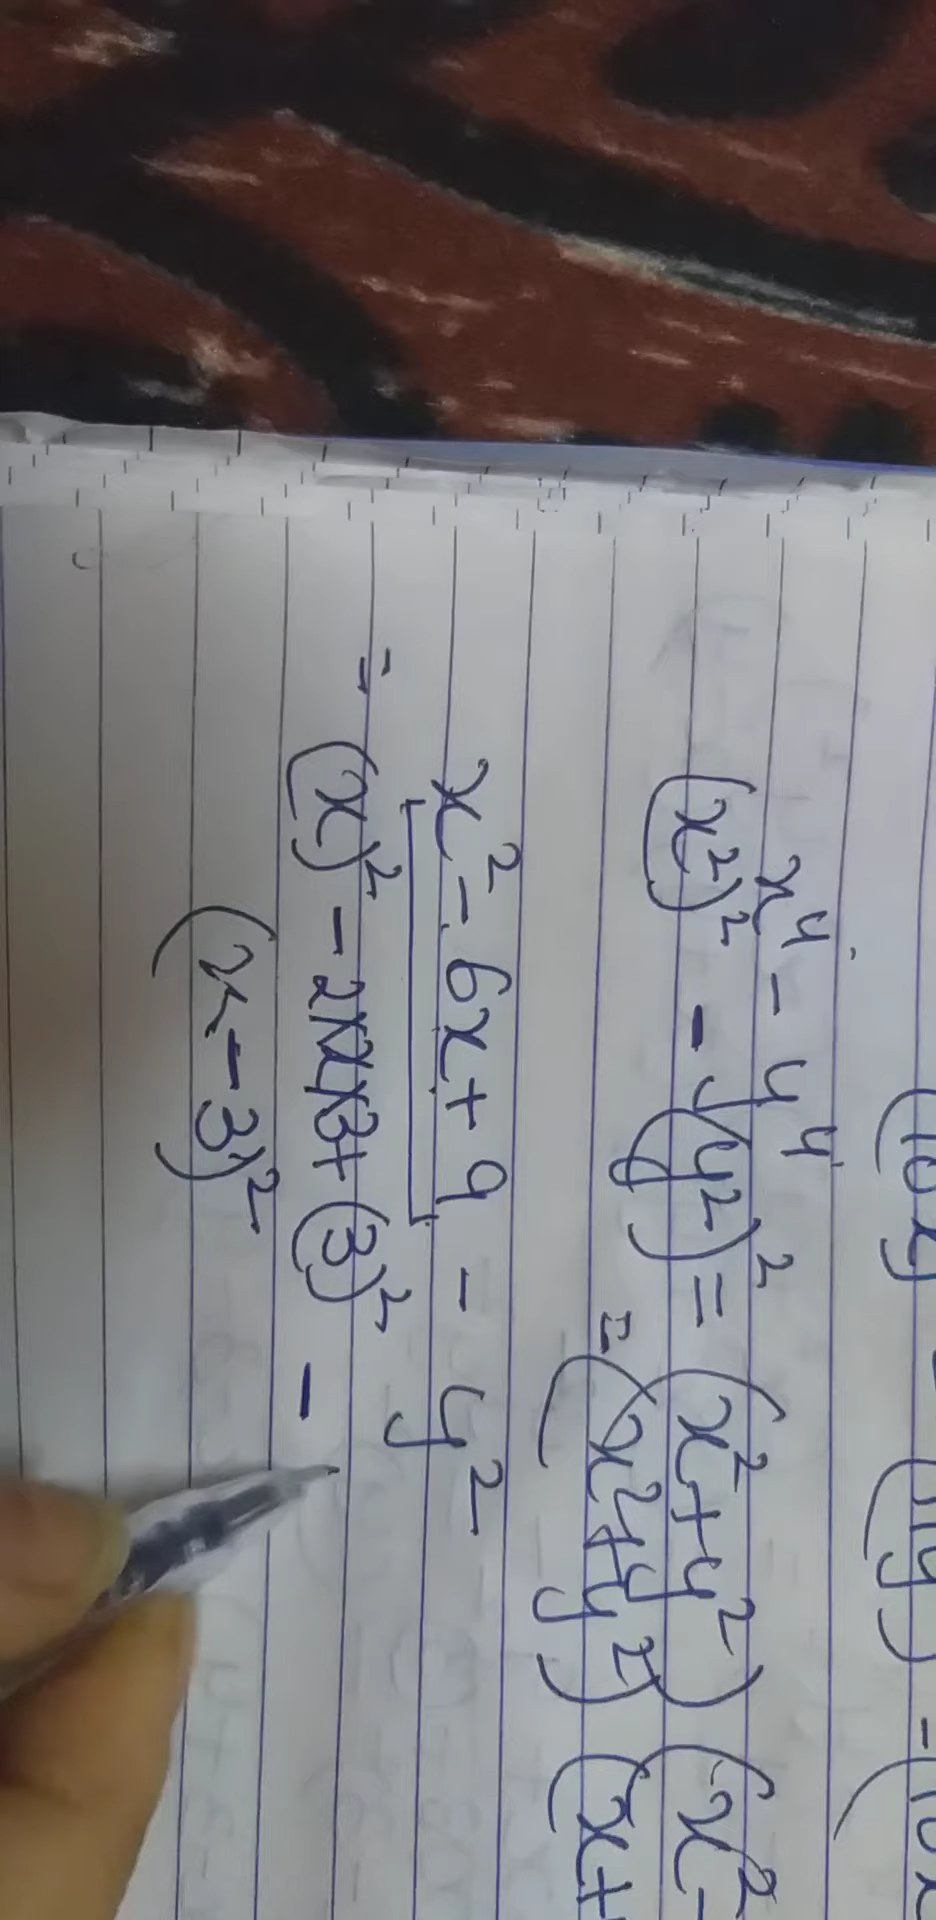 (10x
x⁴ - y⁴
(x²)² - (y²)² = (x² + y²) (x² -
= (x² + y²) (x +
x² - 6x + 9 - y²
= (x)² - 2×x×3 + (3)² -
(x - 3)²